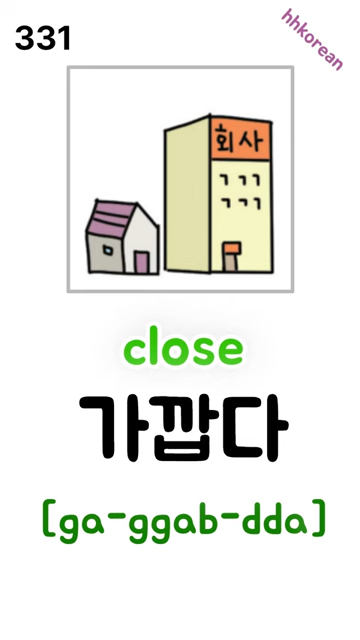 331
hhkorean
회사
close
가깝다
[ga-ggab-dda]